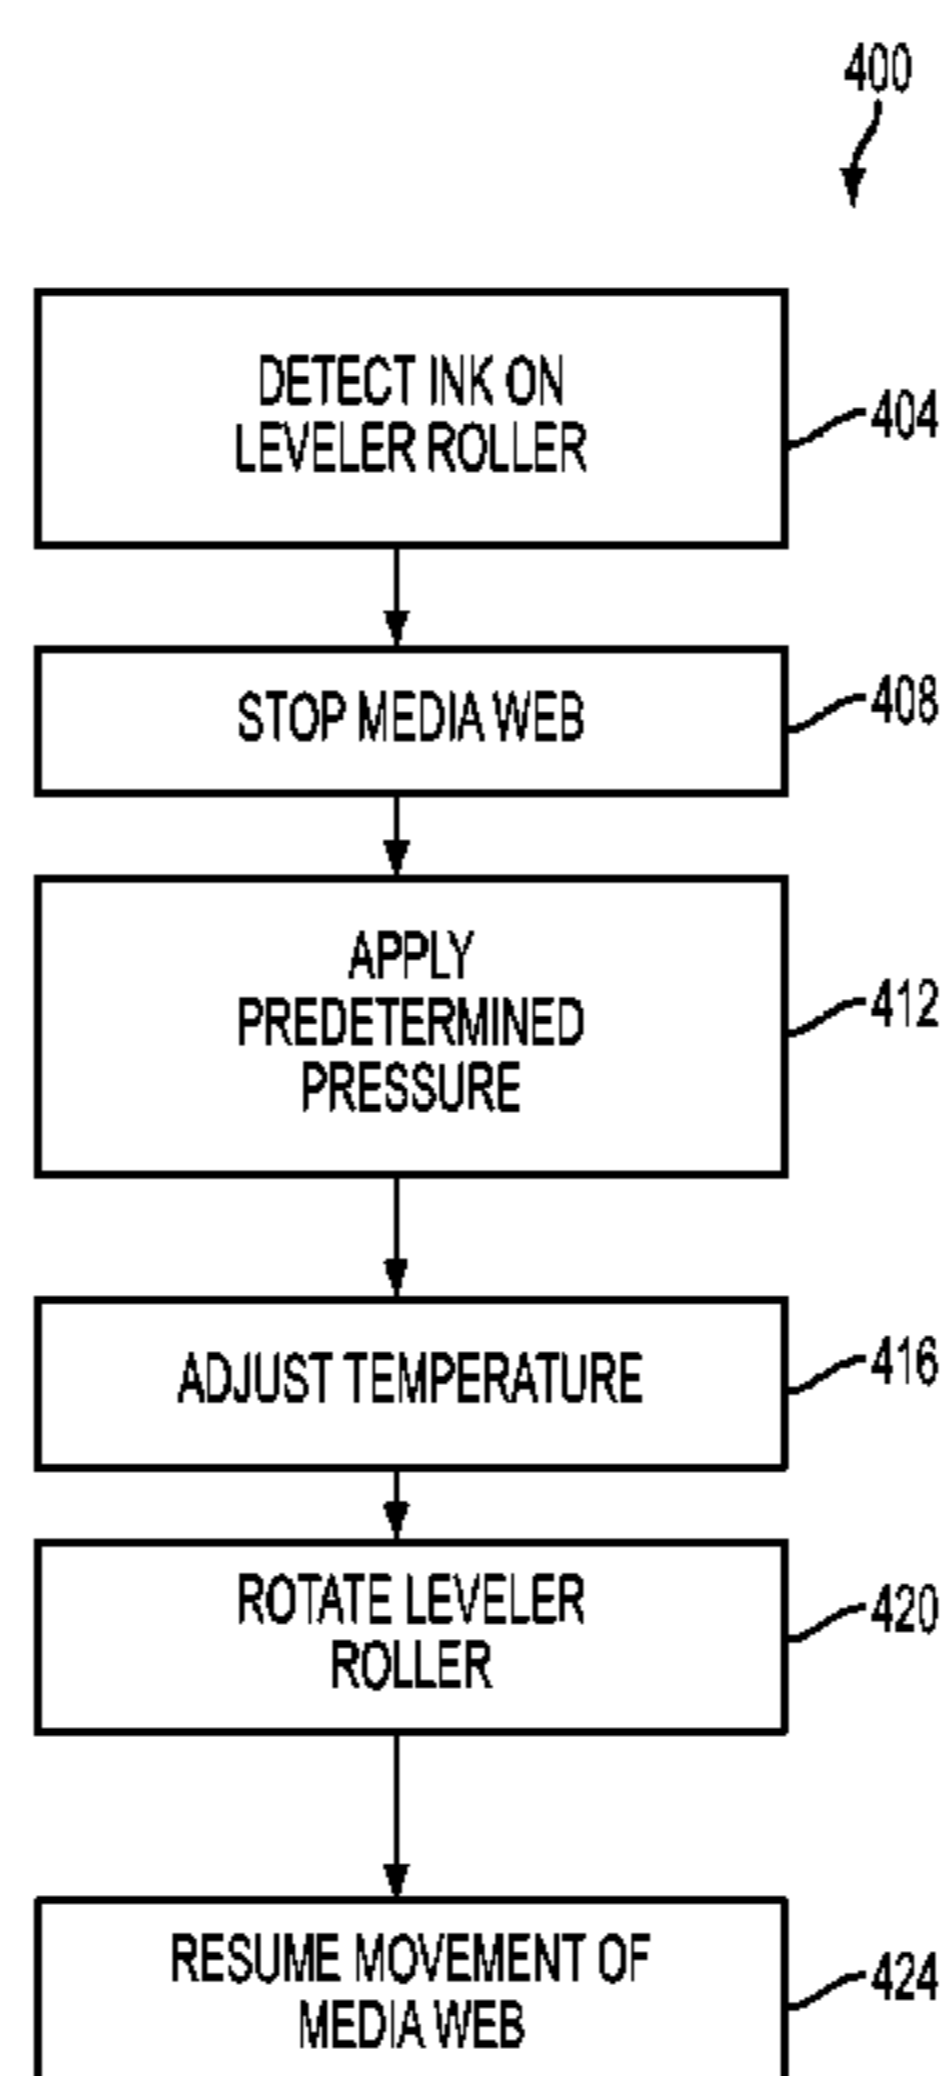 400
DETECT INK ON
LEVELER ROLLER
404
STOP MEDIA WEB
408
APPLY
PREDETERMINED
PRESSURE
412
ADJUST TEMPERATURE
416
ROTATE LEVELER
ROLLER
420
RESUME MOVEMENT OF
MEDIA WEB
424